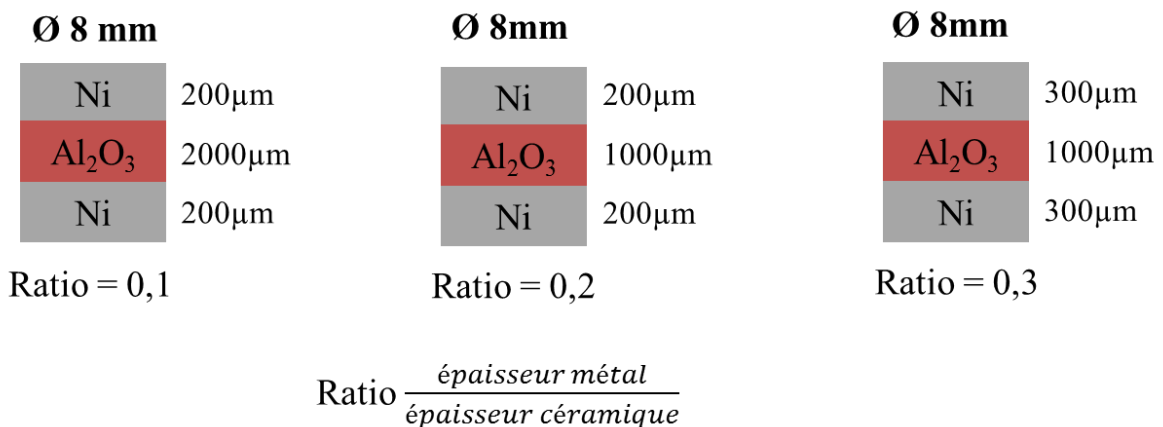 Ø 8 mm
Ni 200µm
Al₂O₃ 2000µm
Ni 200µm
Ratio = 0,1
Ø 8mm
Ni 200µm
Al₂O₃ 1000µm
Ni 200µm
Ratio = 0,2
Ø 8mm
Ni 300µm
Al₂O₃ 1000µm
Ni 300µm
Ratio = 0,3
Ratio épaisseur métal
épaisseur céramique